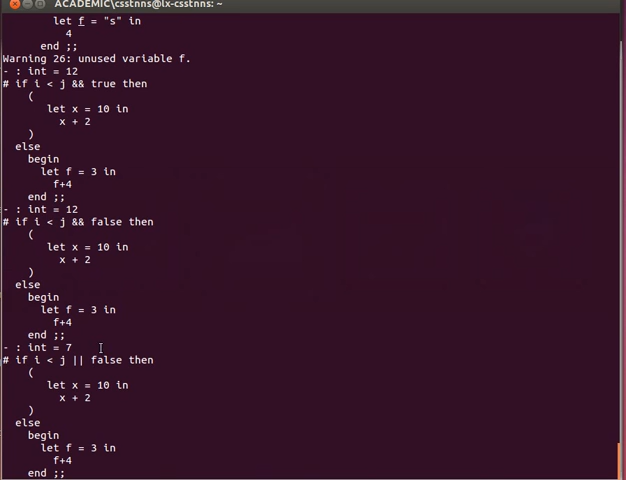 ACADEMIC\csstnns@lx-csstnns: ~
let f = "s" in
4
end ;;
Warning 26: unused variable f.
- : int = 12
# if i < j && true then
(
let x = 10 in
x + 2
)
else
begin
let f = 3 in
f+4
end ;;
- : int = 12
# if i < j && false then
(
let x = 10 in
x + 2
)
else
begin
let f = 3 in
f+4
end ;;
- : int = 7
# if i < j || false then
(
let x = 10 in
x + 2
)
else
begin
let f = 3 in
f+4
end ;;